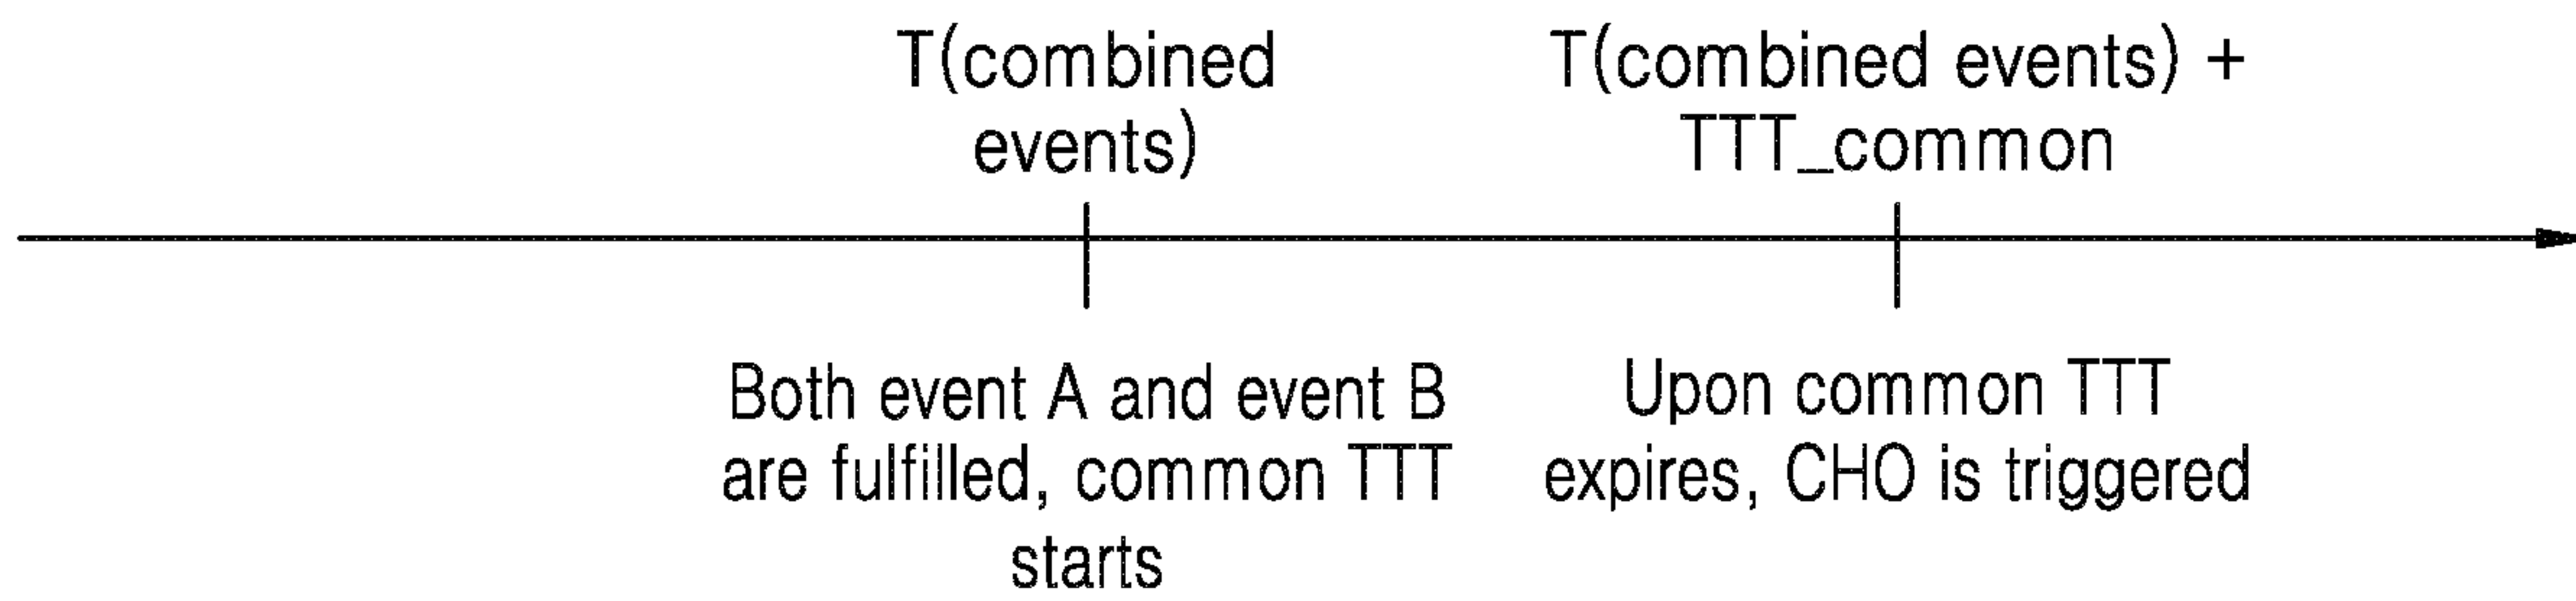 T(combined
events)
T(combined events) +
TTT_common
Both event A and event B
are fulfilled, common TTT
starts
Upon common TTT
expires, CHO is triggered